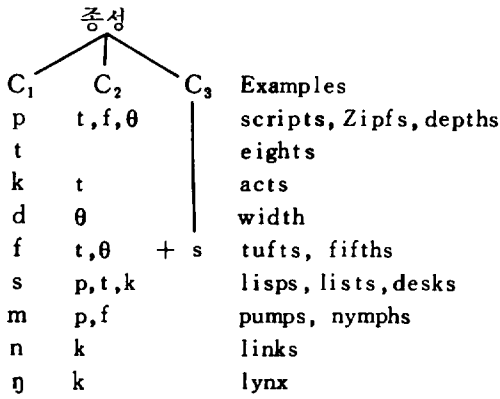 종성
C₁ C₂ C₃ Examples
p t,f,θ scripts, Zipfs, depths
t eights
k t acts
d θ width
f t,θ + s tufts, fifths
s p,t,k lisps, lists, desks
m p,f pumps, nymphs
n k links
ŋ k lynx